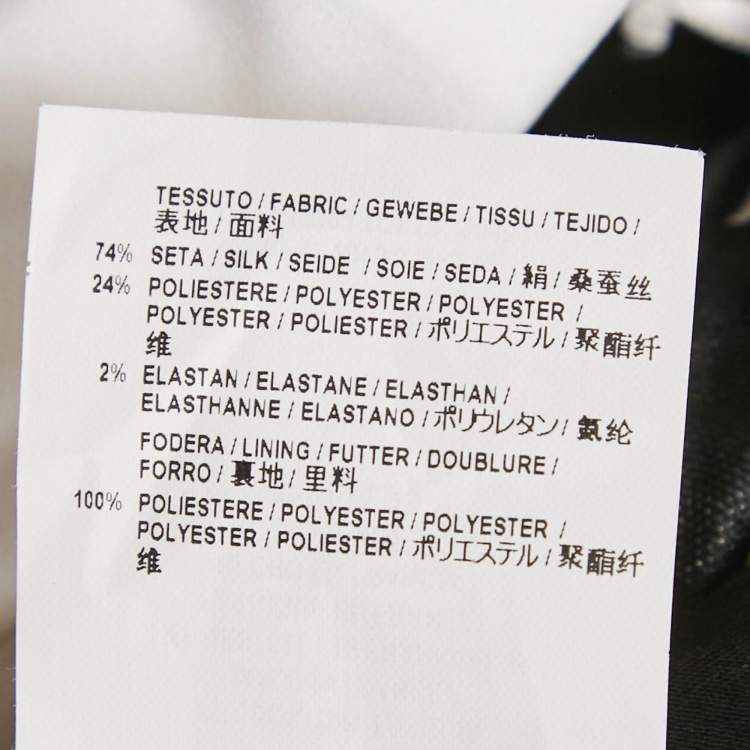 TESSUTO / FABRIC / GEWEBE / TISSU / TEJIDO /
表地 / 面料
74% SETA / SILK / SEIDE / SOIE / SEDA / 絹 / 桑蚕丝
24% POLIESTERE / POLYESTER / POLYESTER /
POLYESTER / POLIESTER / ポリエステル / 聚酯纤
维
2% ELASTAN / ELASTANE / ELASTHAN /
ELASTHANNE / ELASTANO / ポリウレタン / 氨纶
FODERA / LINING / FUTTER / DOUBLURE /
FORRO / 裏地 / 里料
100% POLIESTERE / POLYESTER / POLYESTER /
POLYESTER / POLIESTER / ポリエステル / 聚酯纤
维